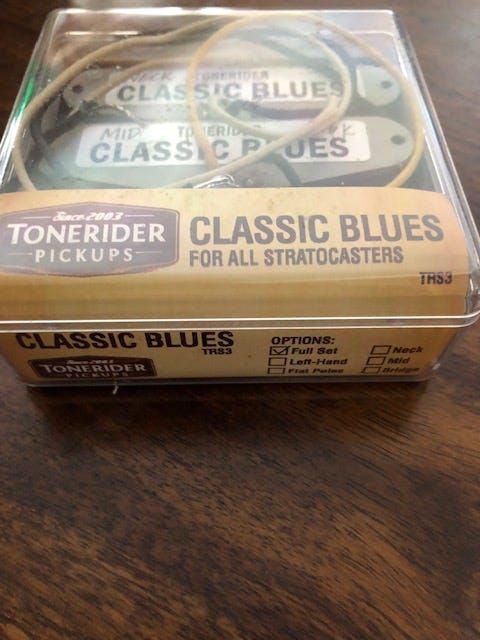 NECK TONERIDER
CLASSIC BLUES
MID TONERIDER
CLASSIC BLUES
Since 2003
TONERIDER
PICKUPS
CLASSIC BLUES
FOR ALL STRATOCASTERS
TRS3
CLASSIC BLUES
TRS3
Since 2003
TONERIDER
PICKUPS
OPTIONS:
Full Set
Left-Hand
Flat Poles
Neck
Mid
Bridge